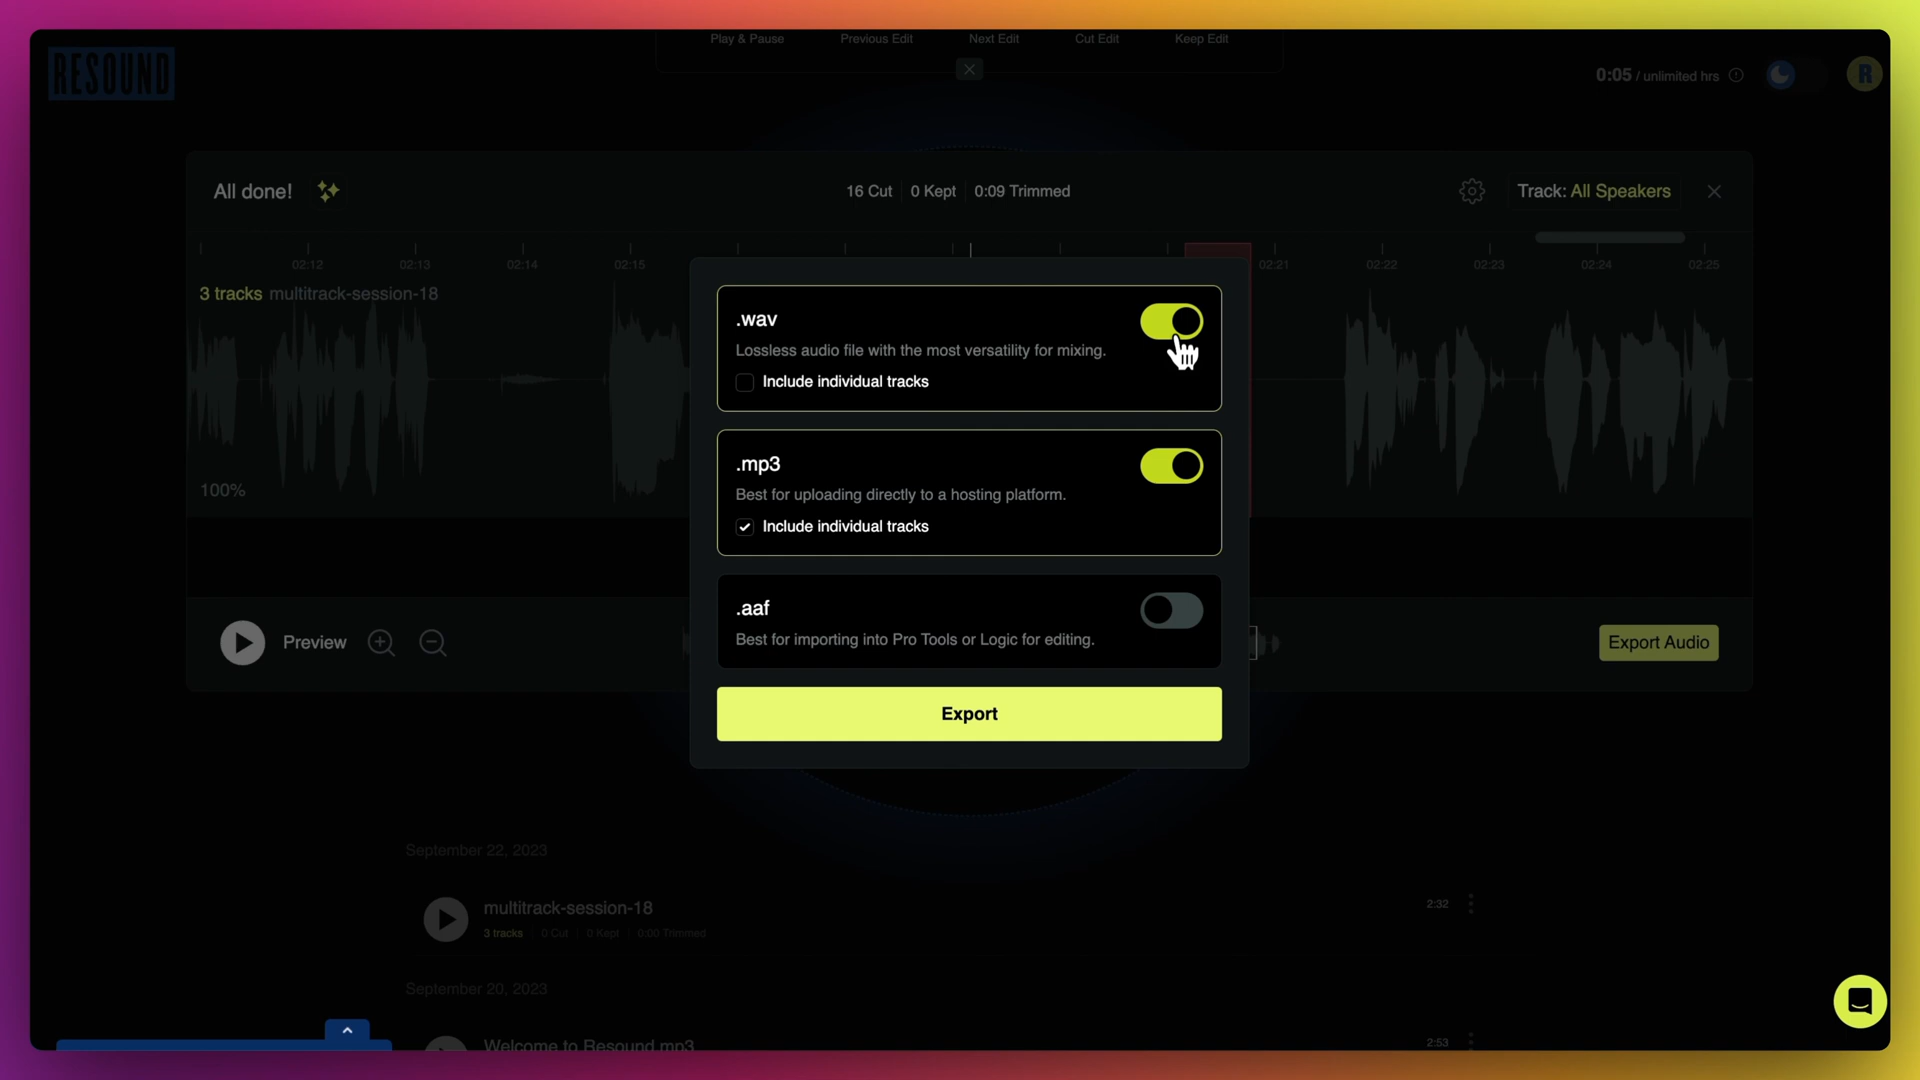 Play & Pause
Previous Edit
Next Edit
Cut Edit
Keep Edit
RESOUND
0:05 / unlimited hrs
R
All done!
16 Cut
0 Kept
0:09 Trimmed
Track: All Speakers
02:12
02:13
02:14
02:15
02:21
02:22
02:23
02:24
02:25
3 tracks multitrack-session-18
100%
.wav
Lossless audio file with the most versatility for mixing.
Include individual tracks
.mp3
Best for uploading directly to a hosting platform.
Include individual tracks
.aaf
Best for importing into Pro Tools or Logic for editing.
Export
Preview
Export Audio
September 22, 2023
multitrack-session-18
3 tracks
0 Cut
0 Kept
0:00 Trimmed
2:32
September 20, 2023
Welcome to Resound.mp3
2:53